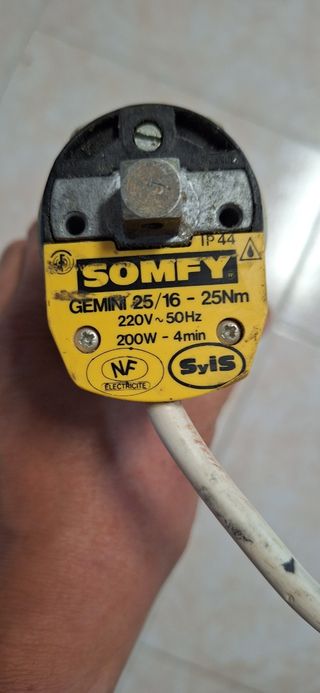 IP 44
SOMFY
GEMINI 25/16 - 25Nm
220V ~ 50Hz
200W - 4min
NF
ELECTRICITE
SyiS